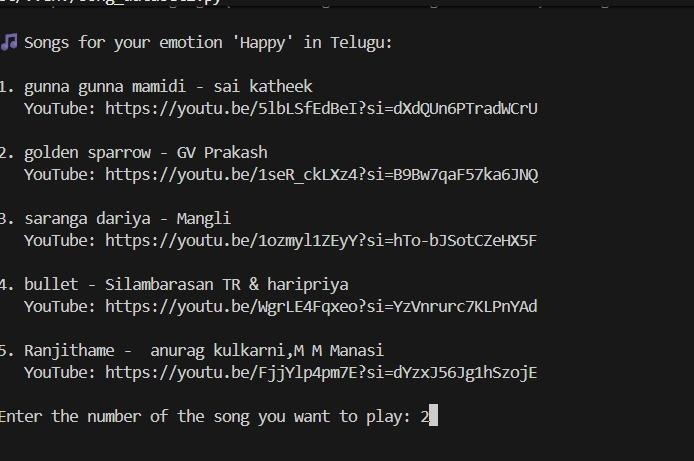 🎵 Songs for your emotion 'Happy' in Telugu:
1. gunna gunna mamidi - sai katheek
YouTube: https://youtu.be/5lbLSfEdBeI?si=dXdQUn6PTradWCrU
2. golden sparrow - GV Prakash
YouTube: https://youtu.be/1seR_ckLXz4?si=B9Bw7qaF57ka6JNQ
3. saranga dariya - Mangli
YouTube: https://youtu.be/1ozmyl1ZEyY?si=hTo-bJSotCZeHX5F
4. bullet - Silambarasan TR & haripriya
YouTube: https://youtu.be/WgrLE4Fqxeo?si=YzVnrurc7KLPnYAd
5. Ranjithame -  anurag kulkarni,M M Manasi
YouTube: https://youtu.be/FjjYlp4pm7E?si=dYzxJ56Jg1hSzojE
Enter the number of the song you want to play: 2